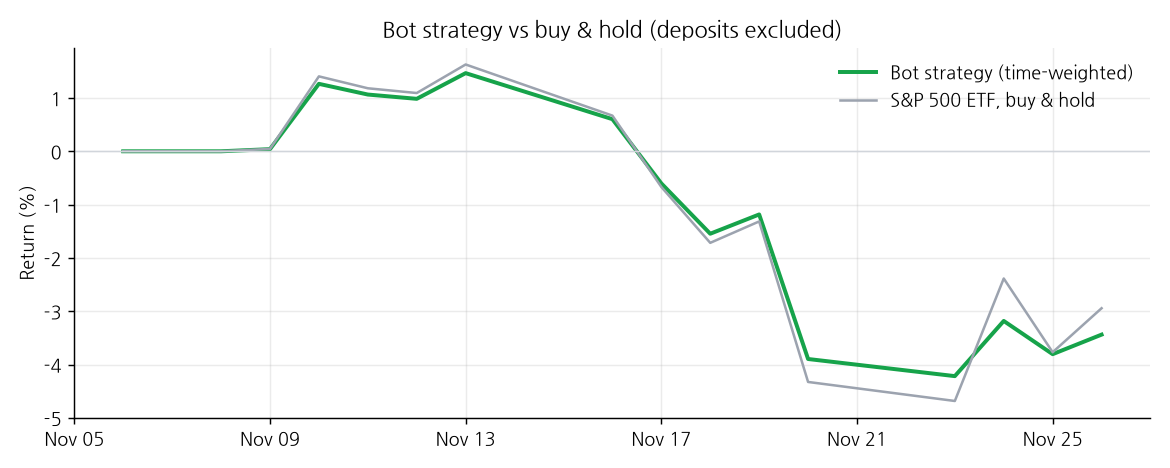 Bot strategy vs buy & hold (deposits excluded)
Bot strategy (time-weighted)
S&P 500 ETF, buy & hold
Return (%)
1
0
-1
-2
-3
-4
-5
Nov 05
Nov 09
Nov 13
Nov 17
Nov 21
Nov 25